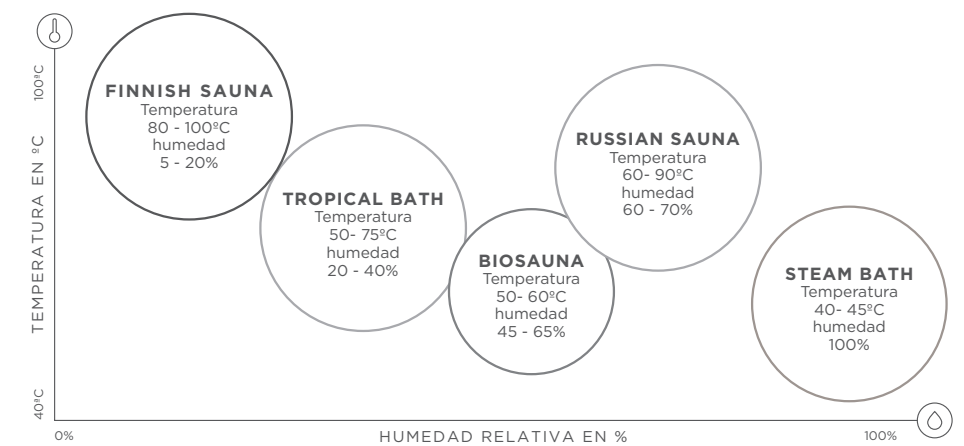 100ºC
TEMPERATURA EN ºC
40ºC
FINNISH SAUNA
Temperatura
80 - 100ºC
humedad
5 - 20%
TROPICAL BATH
Temperatura
50- 75ºC
humedad
20 - 40%
BIOSAUNA
Temperatura
50- 60ºC
humedad
45 - 65%
RUSSIAN SAUNA
Temperatura
60- 90ºC
humedad
60 - 70%
STEAM BATH
Temperatura
40- 45ºC
humedad
100%
0%
HUMEDAD RELATIVA EN %
100%